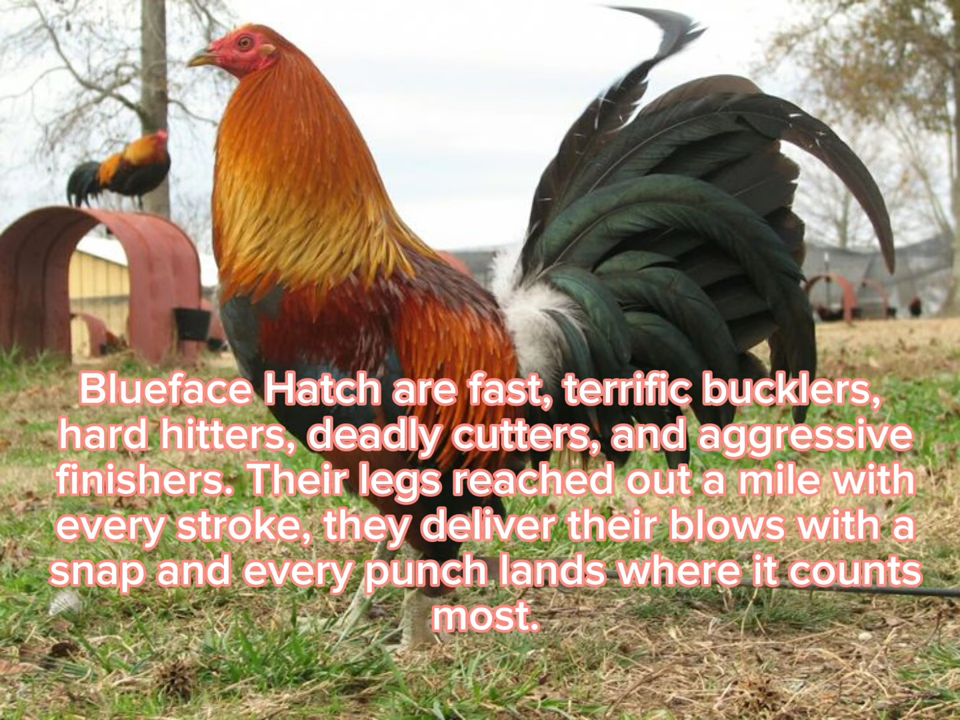 Blueface Hatch are fast, terrific bucklers,
hard hitters, deadly cutters, and aggressive
finishers. Their legs reached out a mile with
every stroke, they deliver their blows with a
snap and every punch lands where it counts
most.